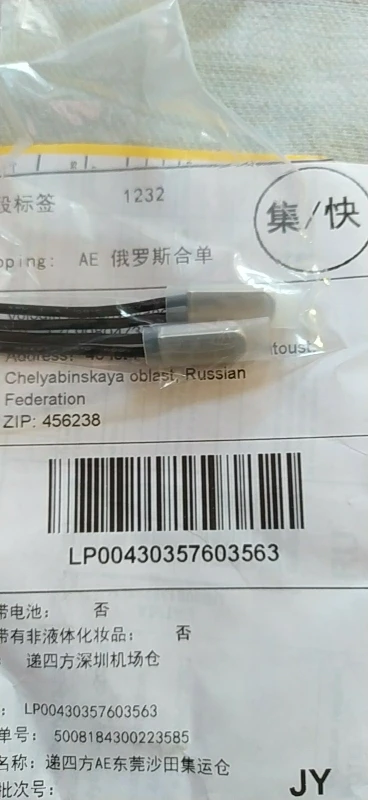 投标签
1232
集/快
pping: AE 俄罗斯合单
Address:
toust
Chelyabinskaya oblast, Russian
Federation
ZIP: 456238
LP00430357603563
带电池: 否
带有非液体化妆品: 否
: 递四方深圳机场仓
: LP00430357603563
单号: 5008184300223585
名称: 递四方AE东莞沙田集运仓
批次号:
JY